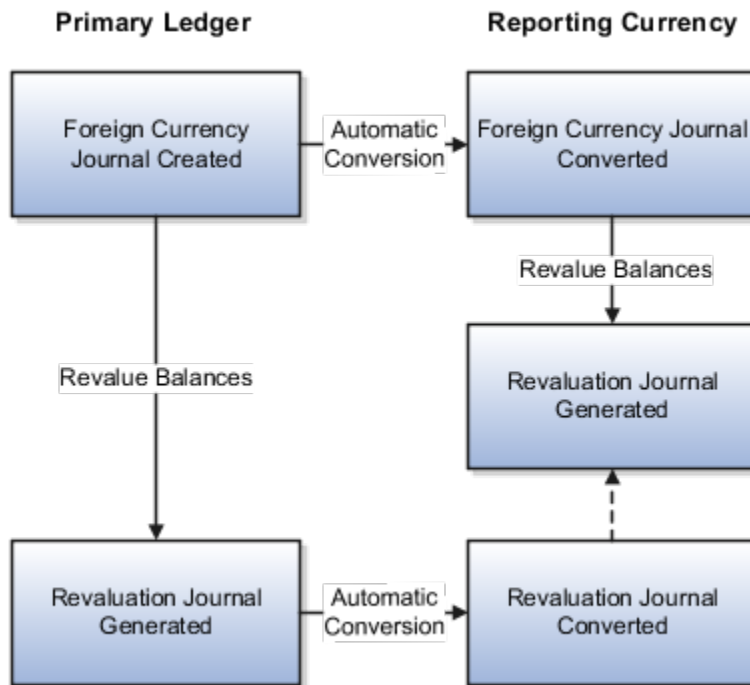 Primary Ledger
Reporting Currency
Foreign Currency
Journal Created
Automatic
Conversion
Foreign Currency Journal
Converted
Revalue Balances
Revaluation Journal
Generated
Revalue Balances
Revaluation Journal
Generated
Automatic
Conversion
Revaluation Journal
Converted